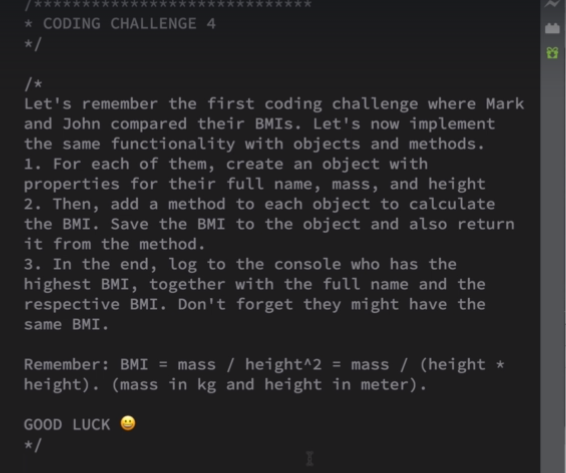 /*****************************
* CODING CHALLENGE 4
*/
/*
Let's remember the first coding challenge where Mark
and John compared their BMIs. Let's now implement
the same functionality with objects and methods.
1. For each of them, create an object with
properties for their full name, mass, and height
2. Then, add a method to each object to calculate
the BMI. Save the BMI to the object and also return
it from the method.
3. In the end, log to the console who has the
highest BMI, together with the full name and the
respective BMI. Don't forget they might have the
same BMI.
Remember: BMI = mass / height^2 = mass / (height *
height). (mass in kg and height in meter).
GOOD LUCK 😀
*/